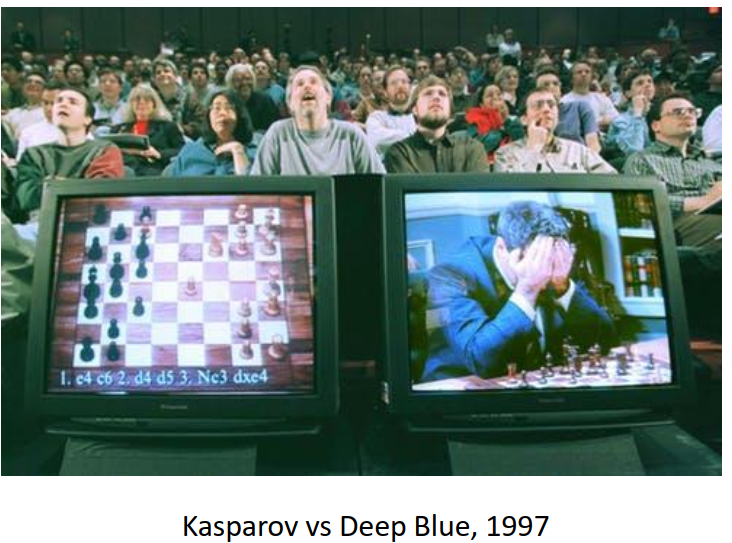 1. e4 c6 2. d4 d5 3. Nc3 dxe4
Kasparov vs Deep Blue, 1997